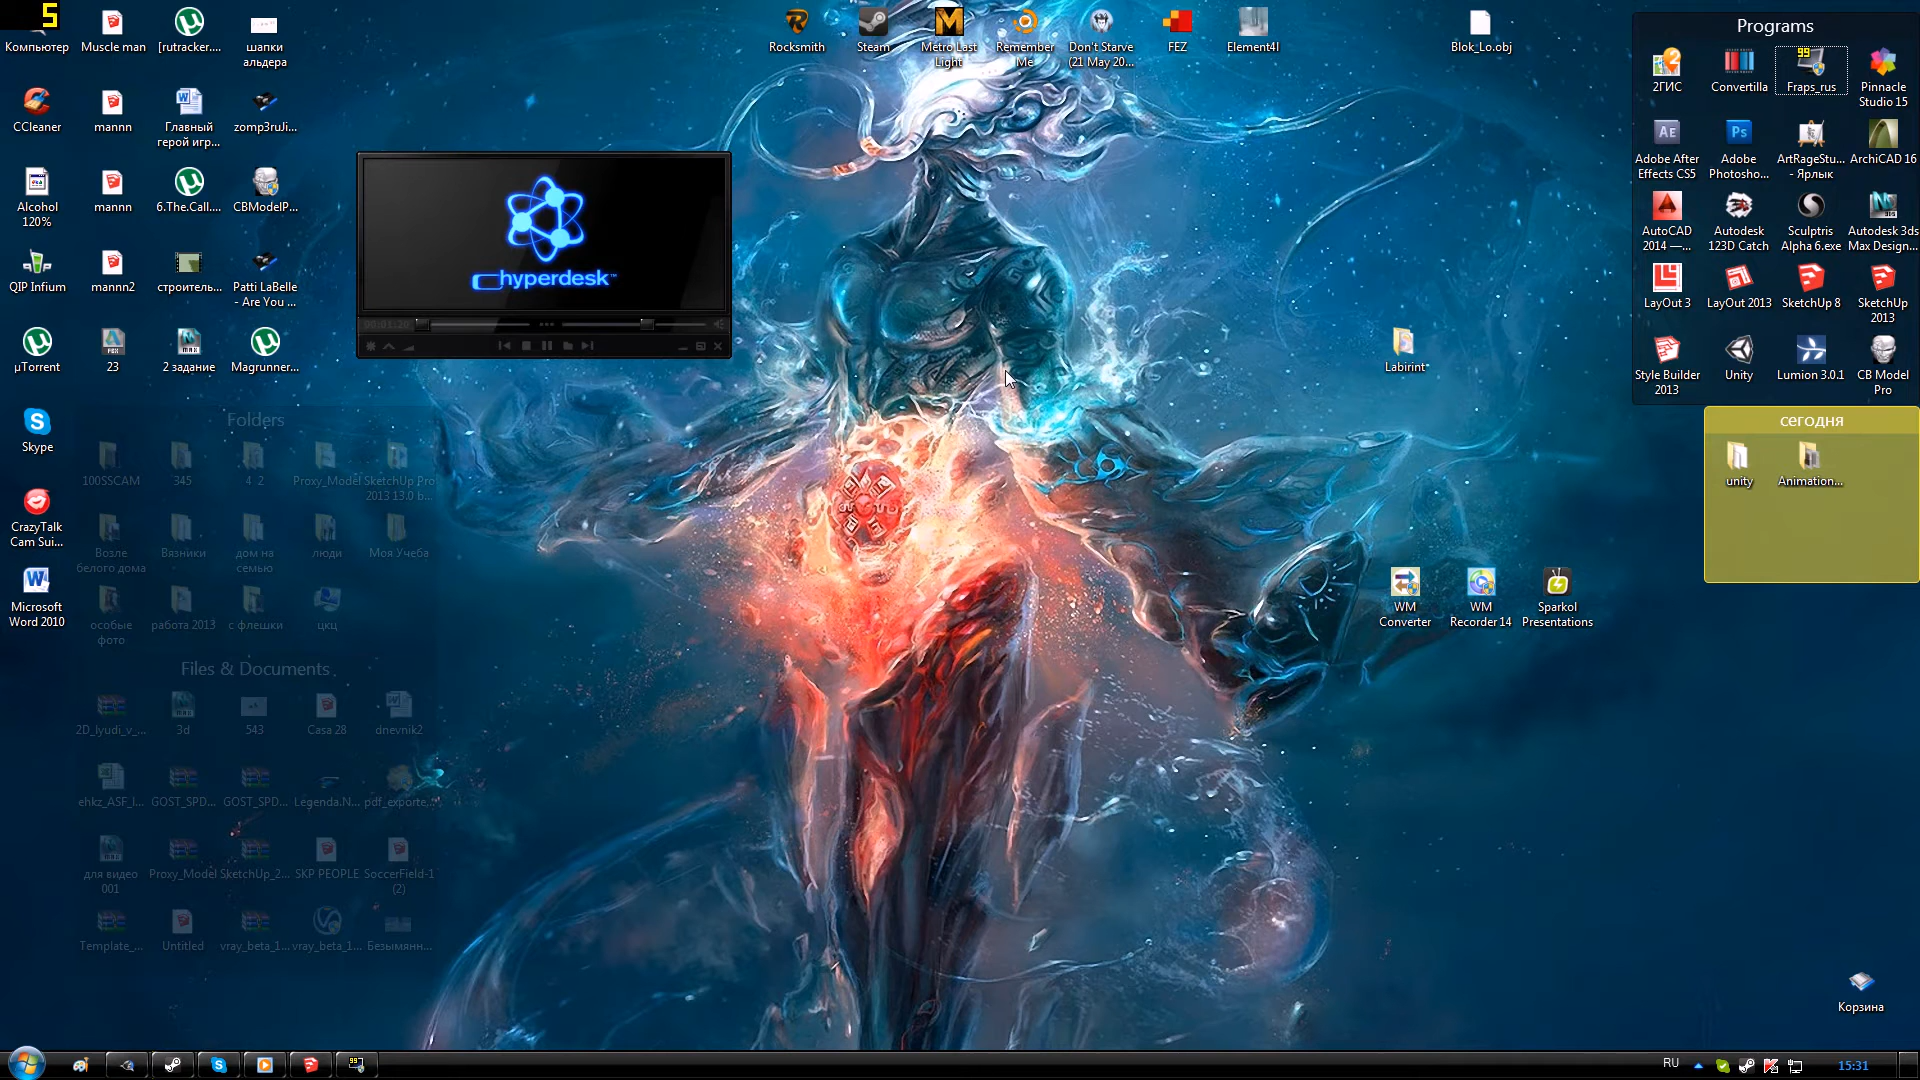 5
Компьютер
Muscle man
[rutracker....
шапки альдера
CCleaner
mannn
Главный герой игр...
zomp3ruJi...
Alcohol 120%
mannn
6.The.Call....
CBModelP...
QIP Infium
mannn2
строитель...
Patti LaBelle - Are You ...
µTorrent
23
2 задание
Magrunner...
Skype
CrazyTalk Cam Sui...
Microsoft Word 2010
hyperdesk™
00:01:20
Rocksmith
Steam
Metro Last Light
Remember Me
Don't Starve (21 May 20...
FEZ
Element4l
Blok_Lo.obj
Labirint*
WM Converter
WM Recorder 14
Sparkol Presentations
Folders
100SSCAM
345
4 2
Proxy_Model
SketchUp Pro 2013 13.0 b...
Возле белого дома
Вязники
дом на семью
люди
Моя Учеба
особые фото
работа 2013
с флешки
цкц
Files & Documents
2D_lyudi_v_...
3d
543
Casa 28
dnevnik2
ehkz_ASF_I...
GOST_SPD...
GOST_SPD...
Legenda.N...
pdf_exporte...
для видео 001
Proxy_Model
SketchUp_2...
SKP PEOPLE
SoccerField-1 (2)
Template_...
Untitled
vray_beta_1...
vray_beta_1...
Безымянн...
Programs
2ГИС
Convertilla
Fraps_rus
Pinnacle Studio 15
Adobe After Effects CS5
Adobe Photosho...
ArtRageStu... - Ярлык
ArchiCAD 16
AutoCAD 2014 —...
Autodesk 123D Catch
Sculptris Alpha 6.exe
Autodesk 3ds Max Design...
LayOut 3
LayOut 2013
SketchUp 8
SketchUp 2013
Style Builder 2013
Unity
Lumion 3.0.1
CB Model Pro
сегодня
unity
Animation...
Корзина
RU
15:31